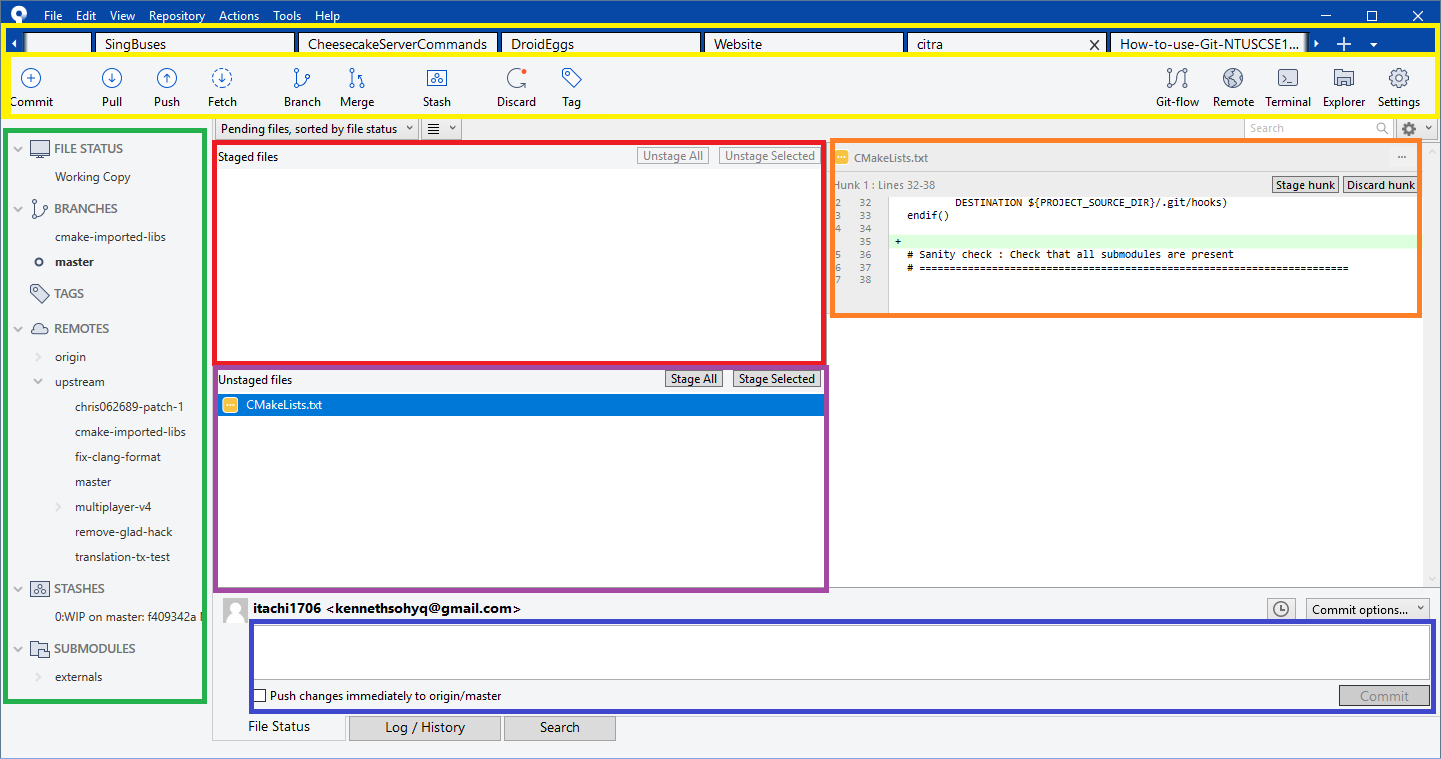 File Edit View Repository Actions Tools Help
SingBuses CheesecakeServerCommands DroidEggs Website citra How-to-use-Git-NTUSCSE1...
Commit Pull Push Fetch Branch Merge Stash Discard Tag Git-flow Remote Terminal Explorer Settings
Pending files, sorted by file status Search
FILE STATUS
Working Copy
BRANCHES
cmake-imported-libs
master
TAGS
REMOTES
origin
upstream
chris062689-patch-1
cmake-imported-libs
fix-clang-format
master
multiplayer-v4
remove-glad-hack
translation-tx-test
STASHES
0:WIP on master: f409342a
SUBMODULES
externals
Staged files Unstage All Unstage Selected
Unstaged files Stage All Stage Selected
CMakeLists.txt
CMakeLists.txt ...
Hunk 1 : Lines 32-38 Stage hunk Discard hunk
2 32 DESTINATION ${PROJECT_SOURCE_DIR}/.git/hooks)
3 33 endif()
4 34
35 +
5 36 # Sanity check : Check that all submodules are present
6 37 # =======================================================================
7 38
itachi1706 <kennethsohyq@gmail.com> Commit options...
Push changes immediately to origin/master Commit
File Status Log / History Search